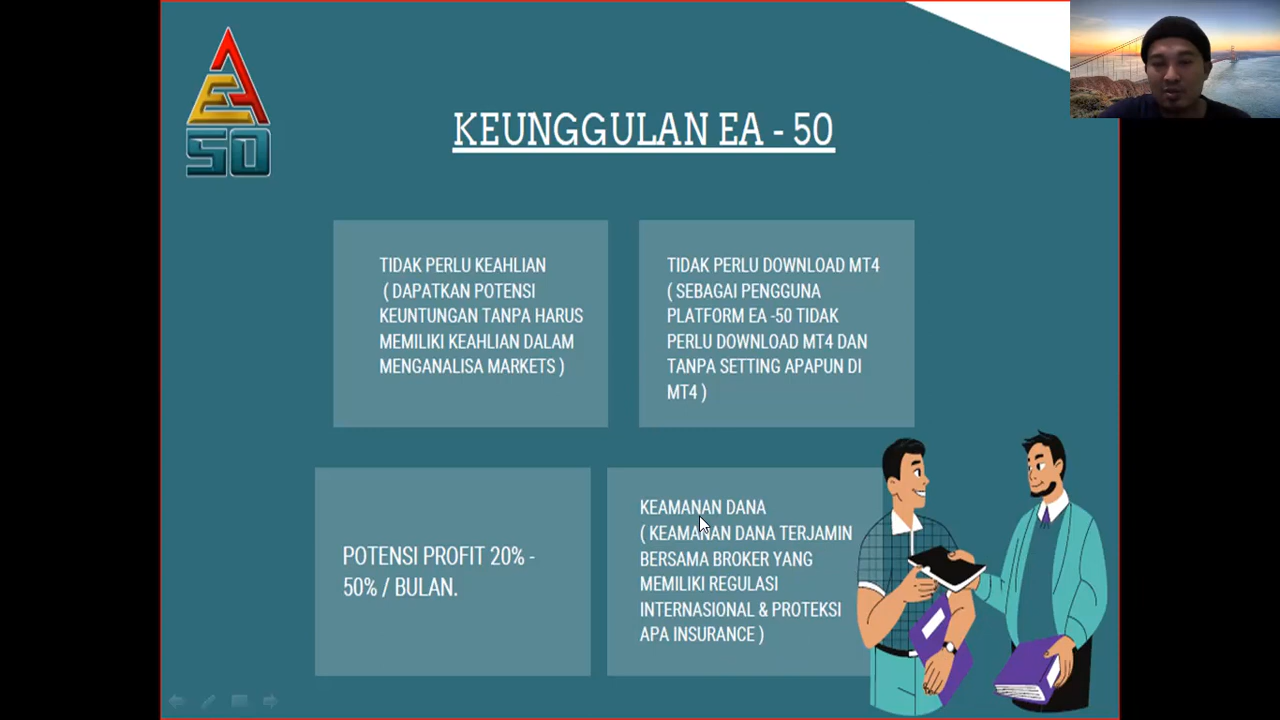 EA
50
KEUNGGULAN EA - 50
TIDAK PERLU KEAHLIAN
( DAPATKAN POTENSI
KEUNTUNGAN TANPA HARUS
MEMILIKI KEAHLIAN DALAM
MENGANALISA MARKETS )
TIDAK PERLU DOWNLOAD MT4
( SEBAGAI PENGGUNA
PLATFORM EA -50 TIDAK
PERLU DOWNLOAD MT4 DAN
TANPA SETTING APAPUN DI
MT4 )
POTENSI PROFIT 20% -
50% / BULAN.
KEAMANAN DANA
( KEAMANAN DANA TERJAMIN
BERSAMA BROKER YANG
MEMILIKI REGULASI
INTERNASIONAL & PROTEKSI
APA INSURANCE )